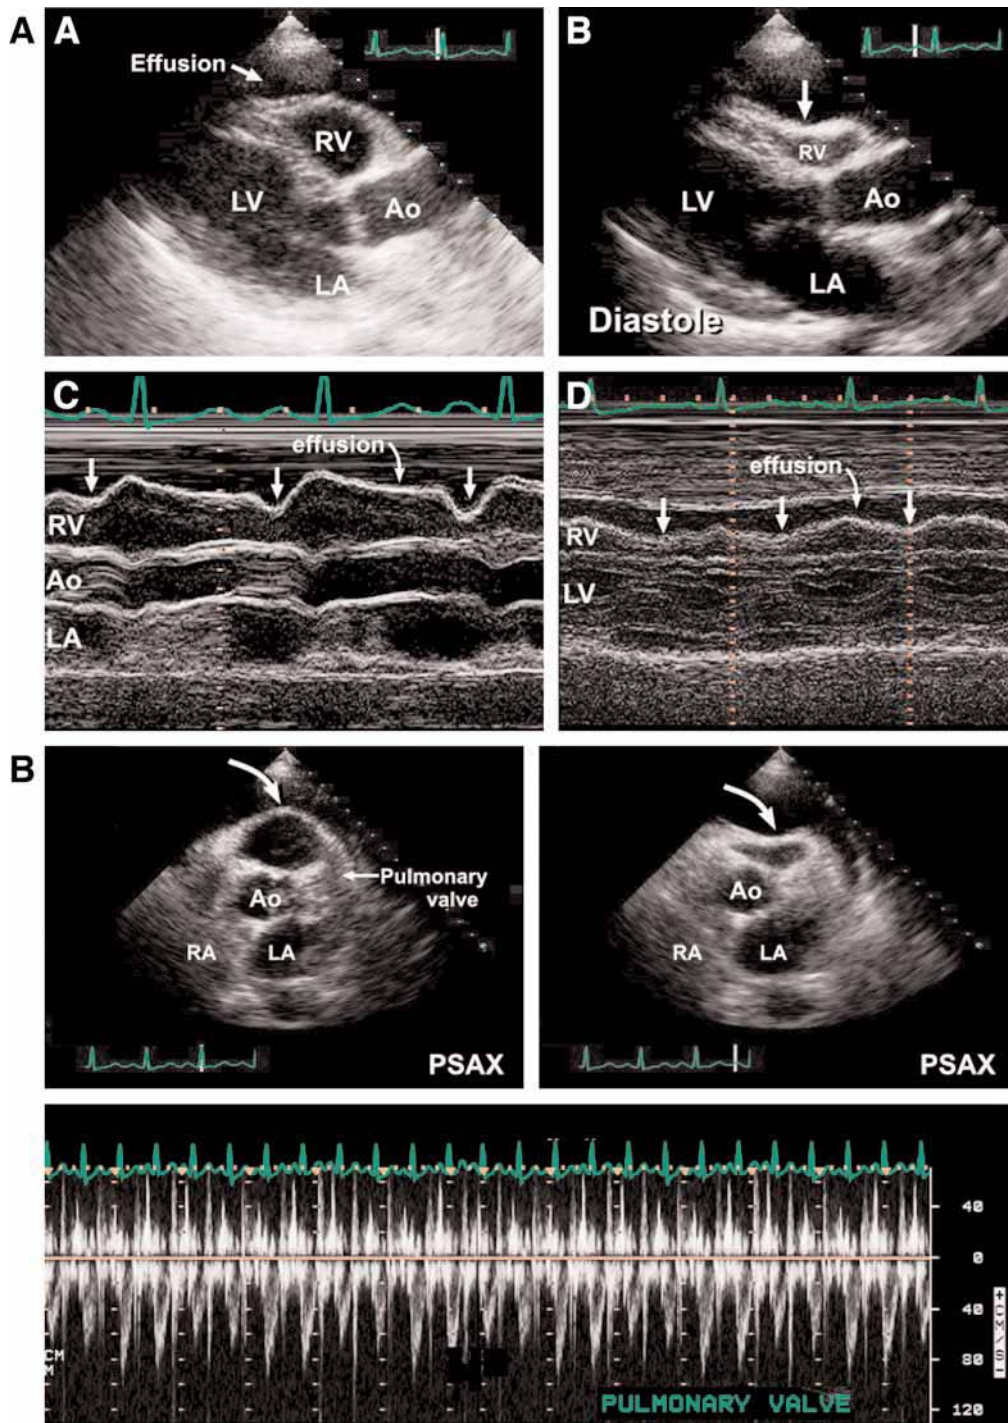 A
A
Effusion
RV
LV
Ao
LA
B
RV
LV
Ao
LA
Diastole
C
effusion
RV
Ao
LA
D
effusion
RV
LV
B
Pulmonary
valve
Ao
RA
LA
PSAX
Ao
RA
LA
PSAX
40
0
40
80
120
CM
PULMONARY VALVE